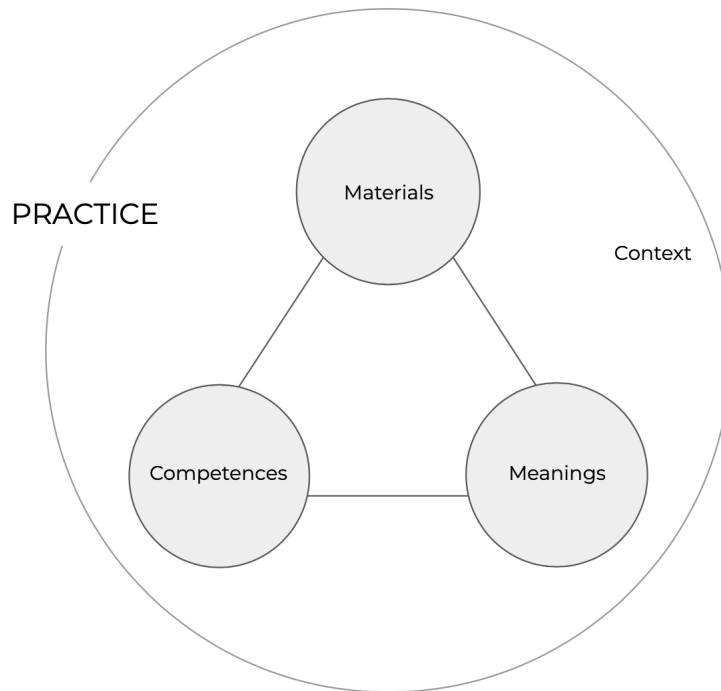 Materials
PRACTICE
Context
Competences
Meanings